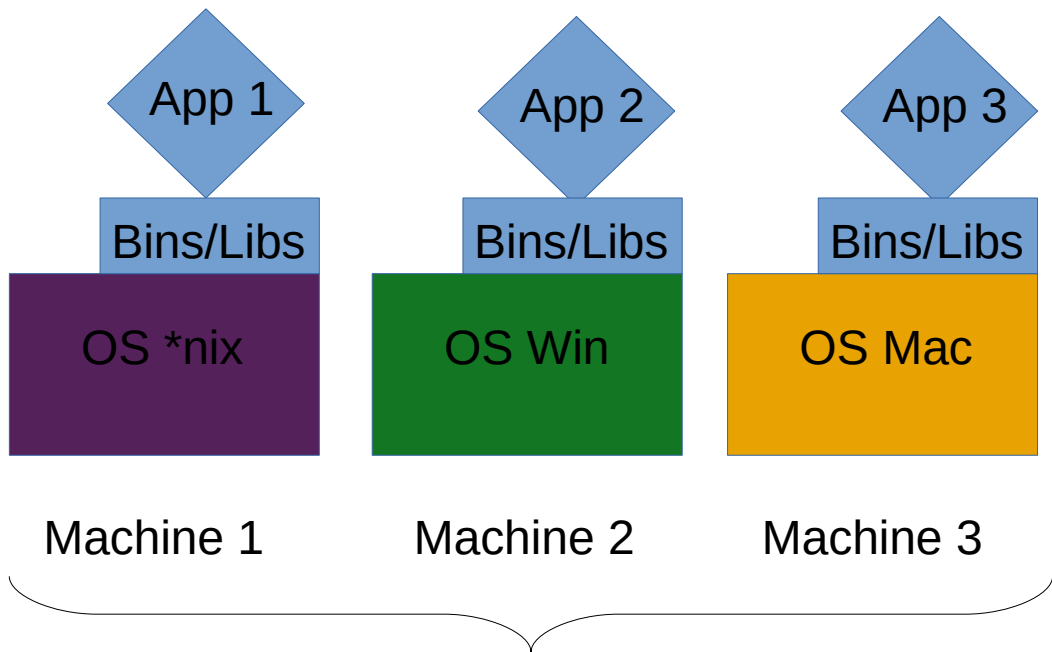 App 1
App 2
App 3
Bins/Libs
Bins/Libs
Bins/Libs
OS *nix
OS Win
OS Mac
Machine 1
Machine 2
Machine 3